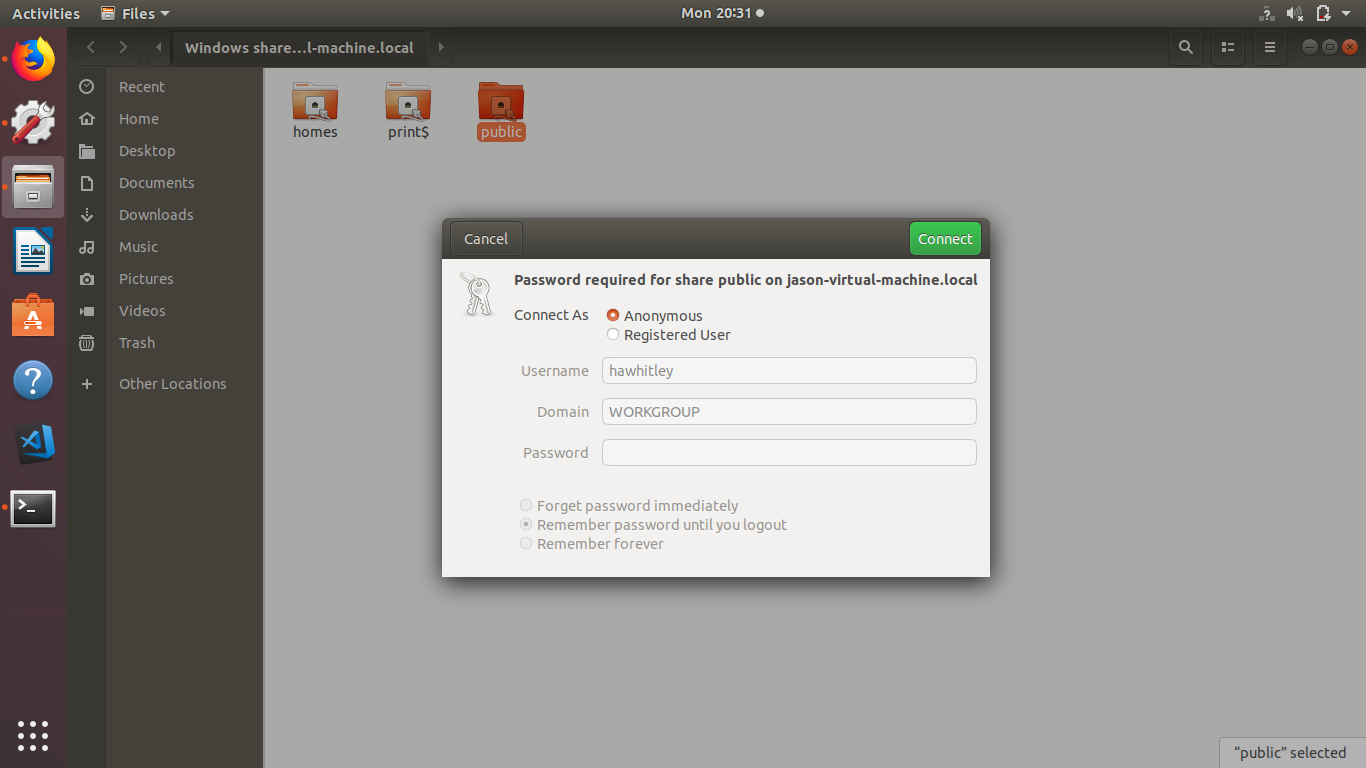 Activities
Files
Mon 20:31
Windows share...l-machine.local
Recent
Home
Desktop
Documents
Downloads
Music
Pictures
Videos
Trash
Other Locations
homes
print$
public
Cancel
Connect
Password required for share public on jason-virtual-machine.local
Connect As
Anonymous
Registered User
Username
hawhitley
Domain
WORKGROUP
Password
Forget password immediately
Remember password until you logout
Remember forever
“public” selected